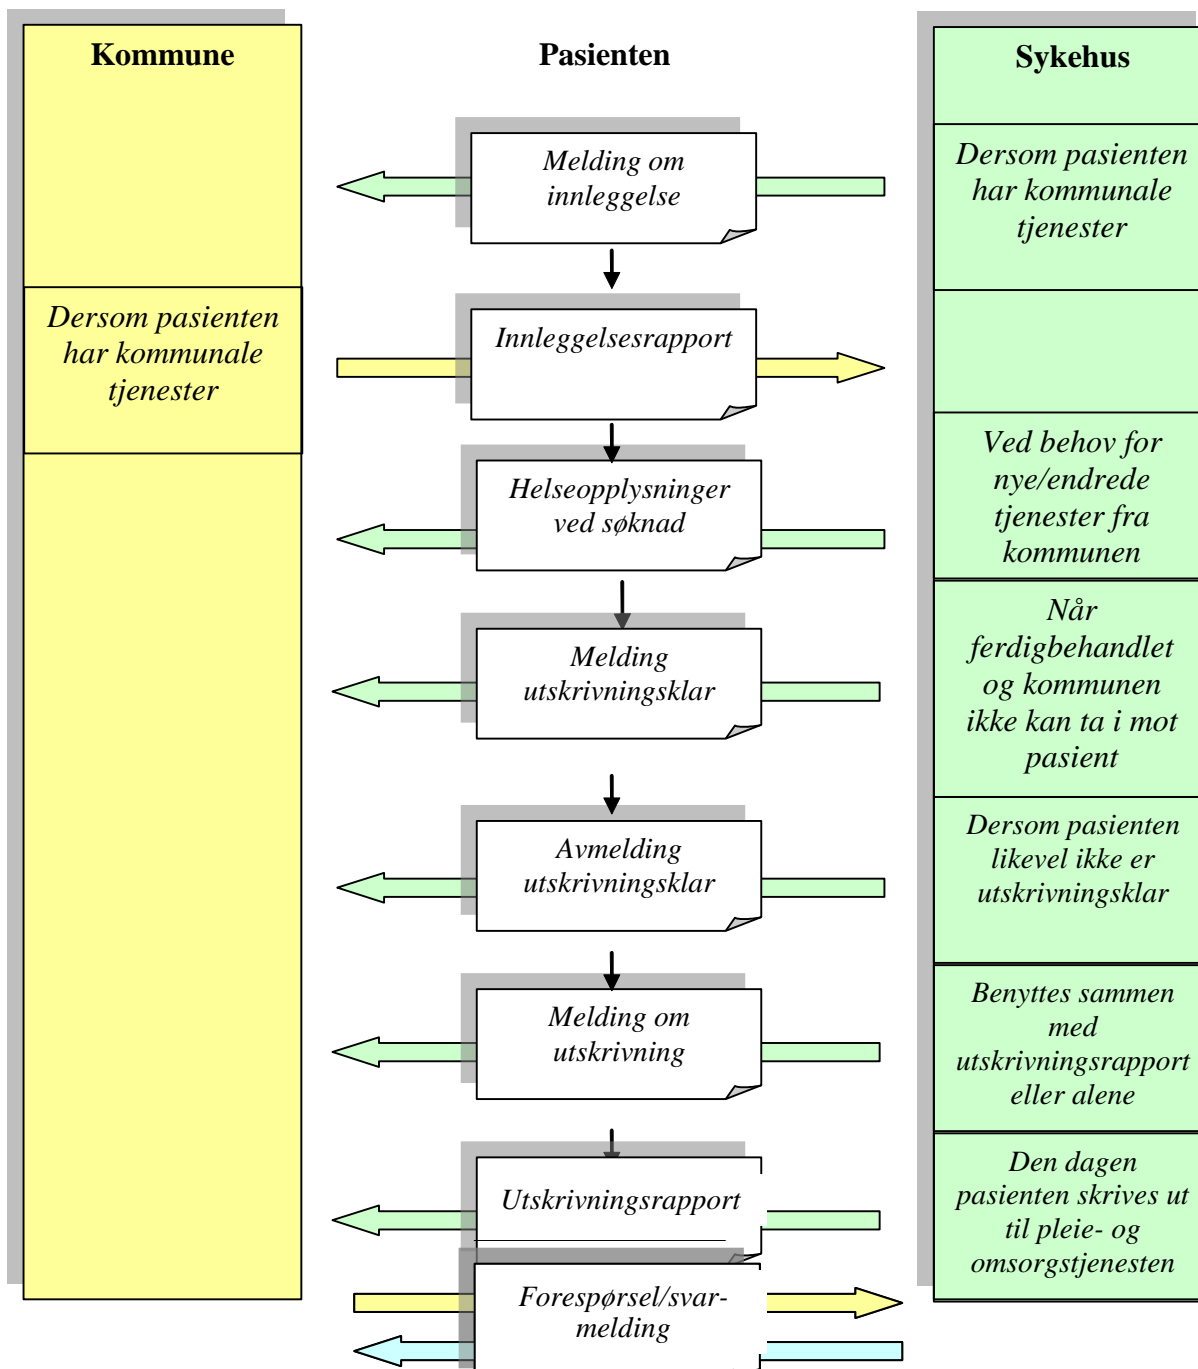 Kommune
Pasienten
Sykehus
Melding om
innleggelse
Dersom pasienten
har kommunale
tjenester
Dersom pasienten
har kommunale
tjenester
Innleggelsesrapport
Helseopplysninger
ved søknad
Ved behov for
nye/endrede
tjenester fra
kommunen
Melding
utskrivningsklar
Når
ferdigbehandlet
og kommunen
ikke kan ta i mot
pasient
Avmelding
utskrivningsklar
Dersom pasienten
likevel ikke er
utskrivningsklar
Melding om
utskrivning
Benyttes sammen
med
utskrivningsrapport
eller alene
Utskrivningsrapport
Den dagen
pasienten skrives ut
til pleie- og
omsorgstjenesten
Forespørsel/svar-
melding